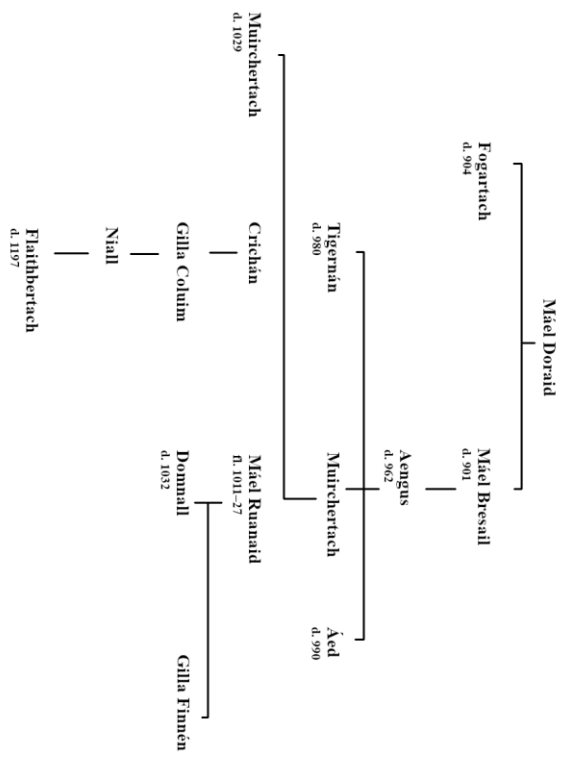 Máel Doraid
Fogartach
d. 904
Máel Bresail
d. 901
Aengus
d. 962
Tigernán
d. 980
Muirchertach
Áed
d. 990
Muirchertach
d. 1029
Crichán
Máel Ruanaid
fl. 1011–27
Gilla Coluim
Domnall
d. 1032
Gilla Finnén
Niall
Flaithbertach
d. 1197